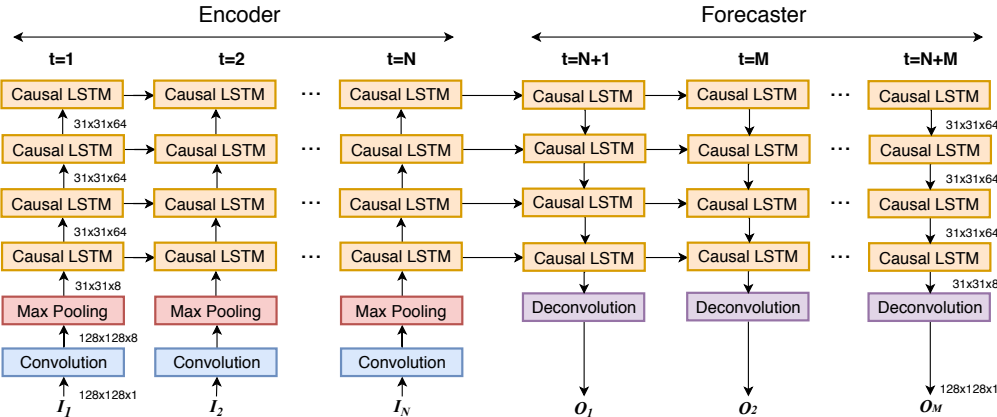 Encoder Forecaster
t=1 t=2 t=N t=N+1 t=M t=N+M
Causal LSTM Causal LSTM ... Causal LSTM Causal LSTM Causal LSTM ... Causal LSTM
31x31x64 31x31x64
Causal LSTM Causal LSTM ... Causal LSTM Causal LSTM Causal LSTM ... Causal LSTM
31x31x64 31x31x64
Causal LSTM Causal LSTM ... Causal LSTM Causal LSTM Causal LSTM ... Causal LSTM
31x31x64 31x31x64
Causal LSTM Causal LSTM ... Causal LSTM Causal LSTM Causal LSTM ... Causal LSTM
31x31x8 31x31x8
Max Pooling Max Pooling Max Pooling Deconvolution Deconvolution Deconvolution
128x128x8
Convolution Convolution Convolution
128x128x1 128x128x1
I1 I2 IN O1 O2 OM